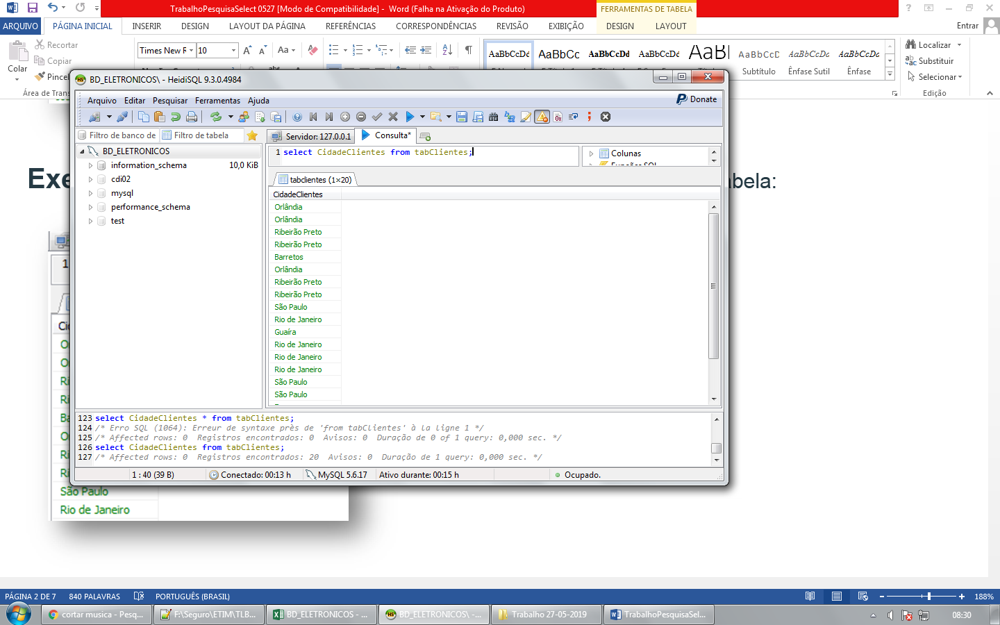 TrabalhoPesquisaSelect 0527 [Modo de Compatibilidade] - Word (Falha na Ativação do Produto)
FERRAMENTAS DE TABELA
ARQUIVO PÁGINA INICIAL INSERIR DESIGN LAYOUT DA PÁGINA REFERÊNCIAS CORRESPONDÊNCIAS REVISÃO EXIBIÇÃO DESIGN LAYOUT Entrar
Recortar
Copiar
Pincel
Colar
Área de Trans
Times New R 10
AaBbCcDd AaBbCc AaBbCcDd AaBbCcDd AaBl AaBbCcD AaBbCcDc AaBbCcDc
Subtítulo Ênfase Sutil Ênfase
Localizar
Substituir
Selecionar
Edição
BD_ELETRONICOS\ - HeidiSQL 9.3.0.4984
Arquivo Editar Pesquisar Ferramentas Ajuda Donate
Filtro de banco de Filtro de tabela
Servidor: 127.0.0.1 Consulta*
BD_ELETRONICOS
information_schema 10,0 KiB
cdi02
mysql
performance_schema
test
1 select CidadeClientes from tabClientes;
Colunas
Funções SQL
tabclientes (1×20)
CidadeClientes
Orlândia
Orlândia
Ribeirão Preto
Ribeirão Preto
Barretos
Orlândia
Ribeirão Preto
Ribeirão Preto
São Paulo
Rio de Janeiro
Guaíra
Rio de Janeiro
Rio de Janeiro
Rio de Janeiro
São Paulo
São Paulo
123 select CidadeClientes * from tabClientes;
124 /* Erro SQL (1064): Erreur de syntaxe près de 'from tabClientes' à la ligne 1 */
125 /* Affected rows: 0 Registros encontrados: 0 Avisos: 0 Duração de 0 of 1 query: 0,000 sec. */
126 select CidadeClientes from tabClientes;
127 /* Affected rows: 0 Registros encontrados: 20 Avisos: 0 Duração de 1 query: 0,000 sec. */
1 : 40 (39 B) Conectado: 00:13 h MySQL 5.6.17 Ativo durante: 00:15 h Ocupado.
Exe
abela:
1
Ci
O
O
Ri
Ri
Ba
O
Ri
Ri
São Paulo
Rio de Janeiro
PÁGINA 2 DE 7 840 PALAVRAS PORTUGUÊS (BRASIL) 188%
cortar musica - Pesq... F:\Seguro\ETIM\TLB... BD_ELETRONICOS - ... BD_ELETRONICOS\ -... Trabalho 27-05-2019 TrabalhoPesquisaSel... 08:30